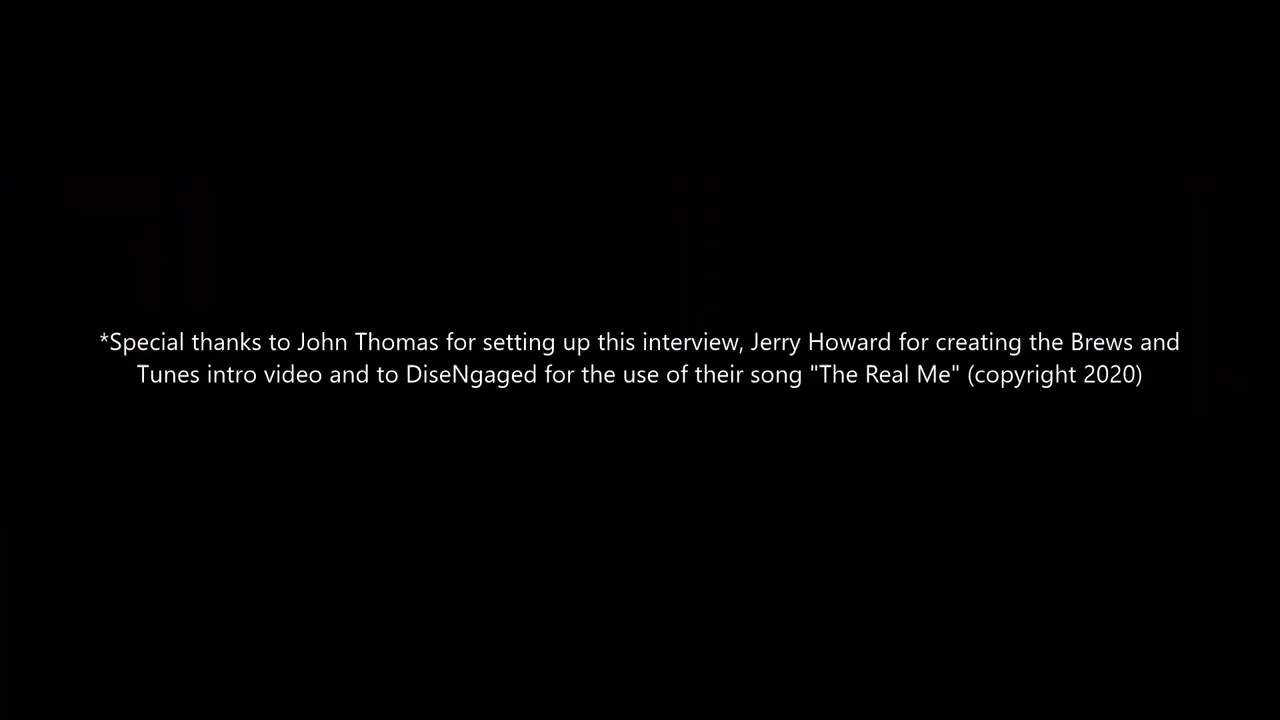 *Special thanks to John Thomas for setting up this interview, Jerry Howard for creating the Brews and
Tunes intro video and to DiseNgaged for the use of their song "The Real Me" (copyright 2020)